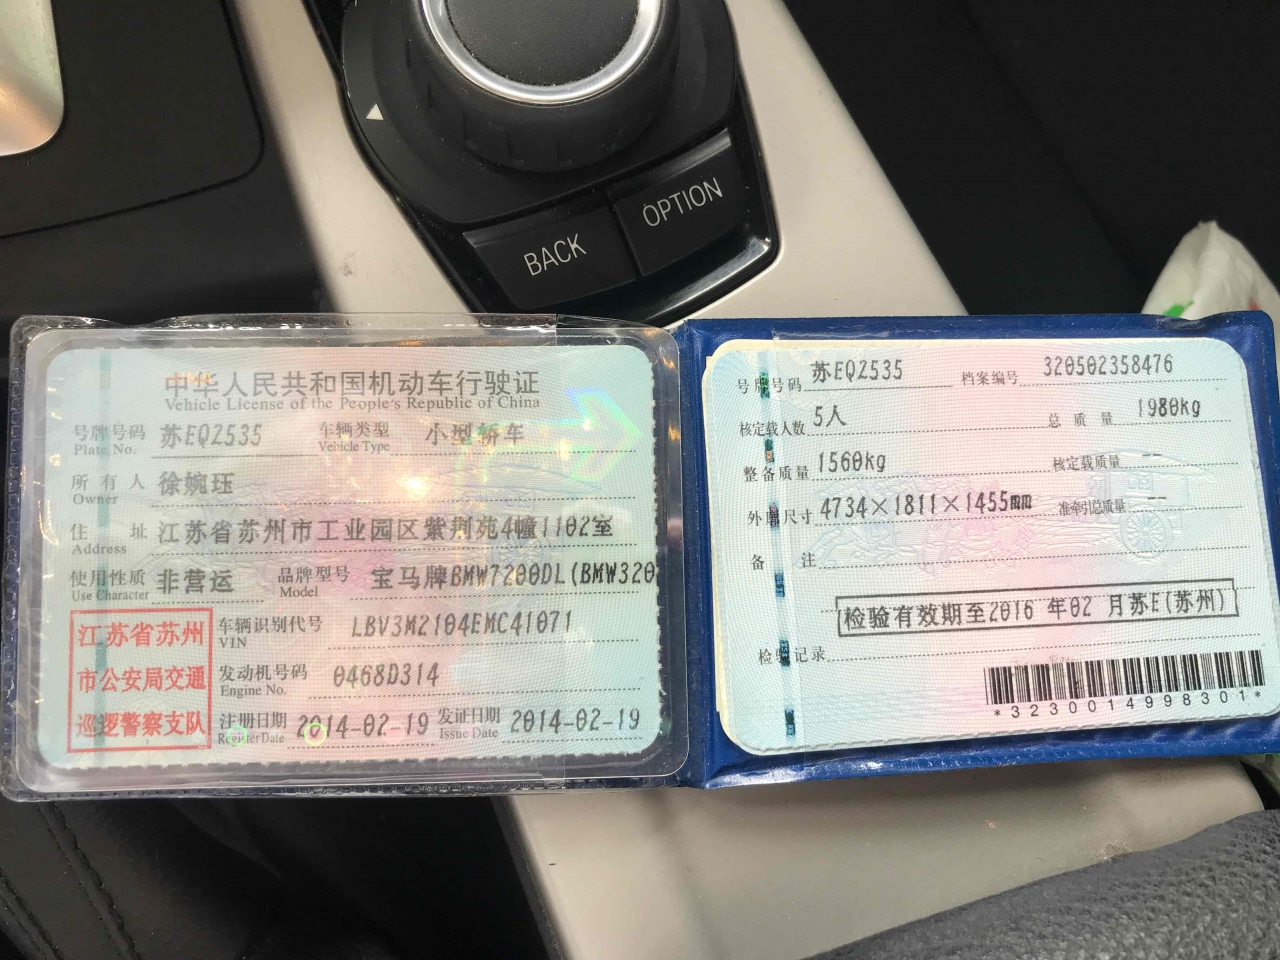 BACK
OPTION
中华人民共和国机动车行驶证
Vehicle License of the People's Republic of China
号牌号码 苏EQZ535 车辆类型 小型轿车
Plate No. Vehicle Type
所有人 徐婉珏
Owner
住址 江苏省苏州市工业园区紫荆苑4幢1102室
Address
使用性质 非营运 品牌型号 宝马牌BMW7200DL(BMW320
Use Character Model
江苏省苏州
市公安局交通
巡逻警察支队
车辆识别代号 LBV3M2104EMC41071
VIN
发动机号码 0468D314
Engine No.
注册日期 2014-02-19 发证日期 2014-02-19
Register Date Issue Date
号牌号码 苏EQZ535 档案编号 320502358476
核定载人数 5人 总质量 1980kg
整备质量 1560kg 核定载质量 --
外廓尺寸 4734×1811×1455mm 准牵引总质量 --
备注
检验有效期至2016 年02 月苏E(苏州)
检验记录
*3230014998301*